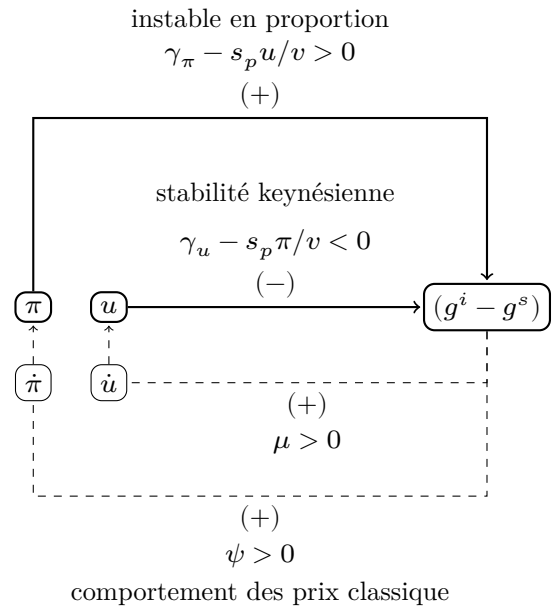 instable en proportion
γ_π − s_p u/v > 0
(+)
stabilité keynésienne
γ_u − s_p π/v < 0
(−)
π u (g^i − g^s)
π̇ u̇
(+)
μ > 0
(+)
ψ > 0
comportement des prix classique